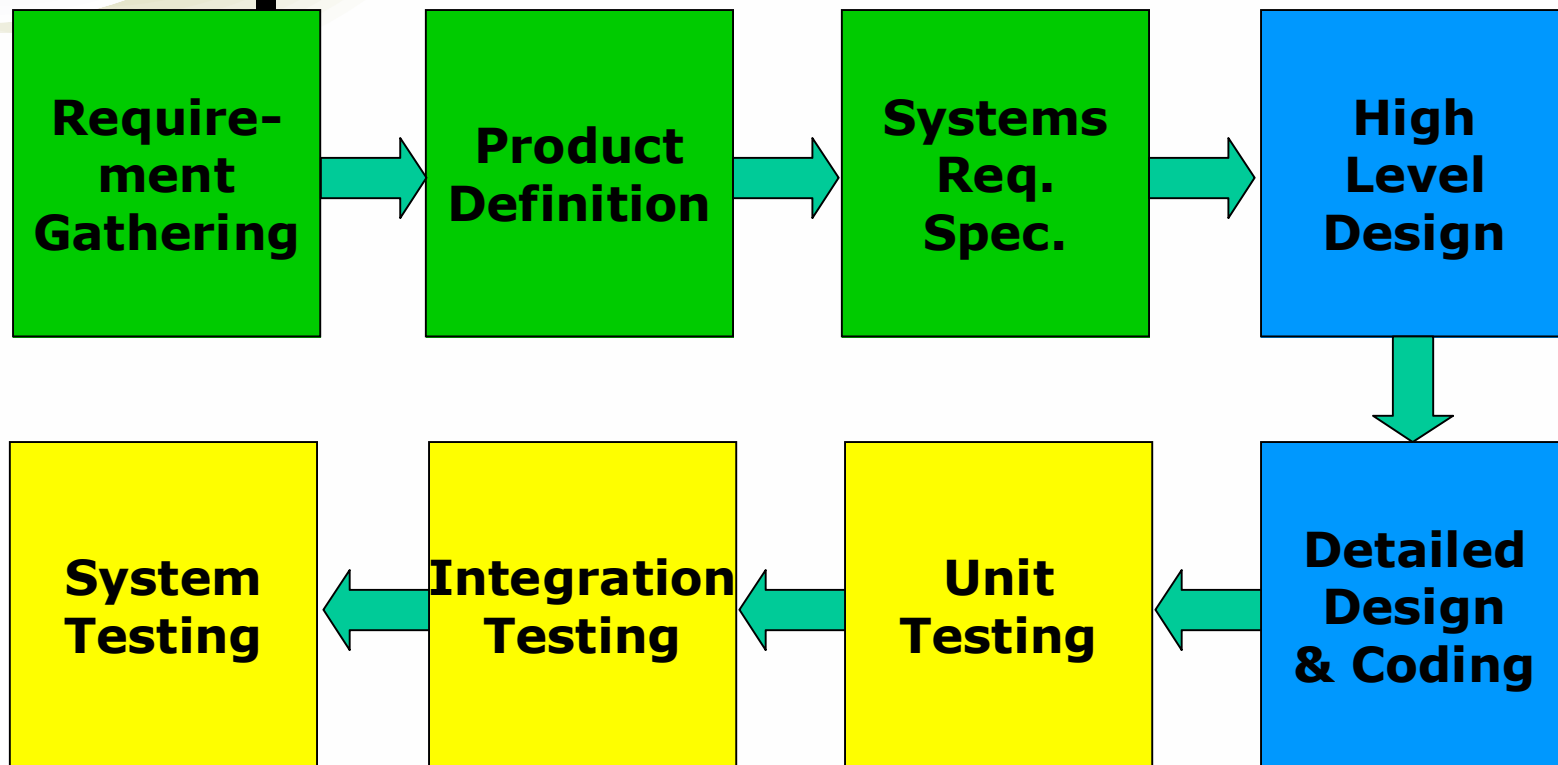 Require-
ment
Gathering
Product
Definition
Systems
Req.
Spec.
High
Level
Design
Detailed
Design
& Coding
Unit
Testing
Integration
Testing
System
Testing